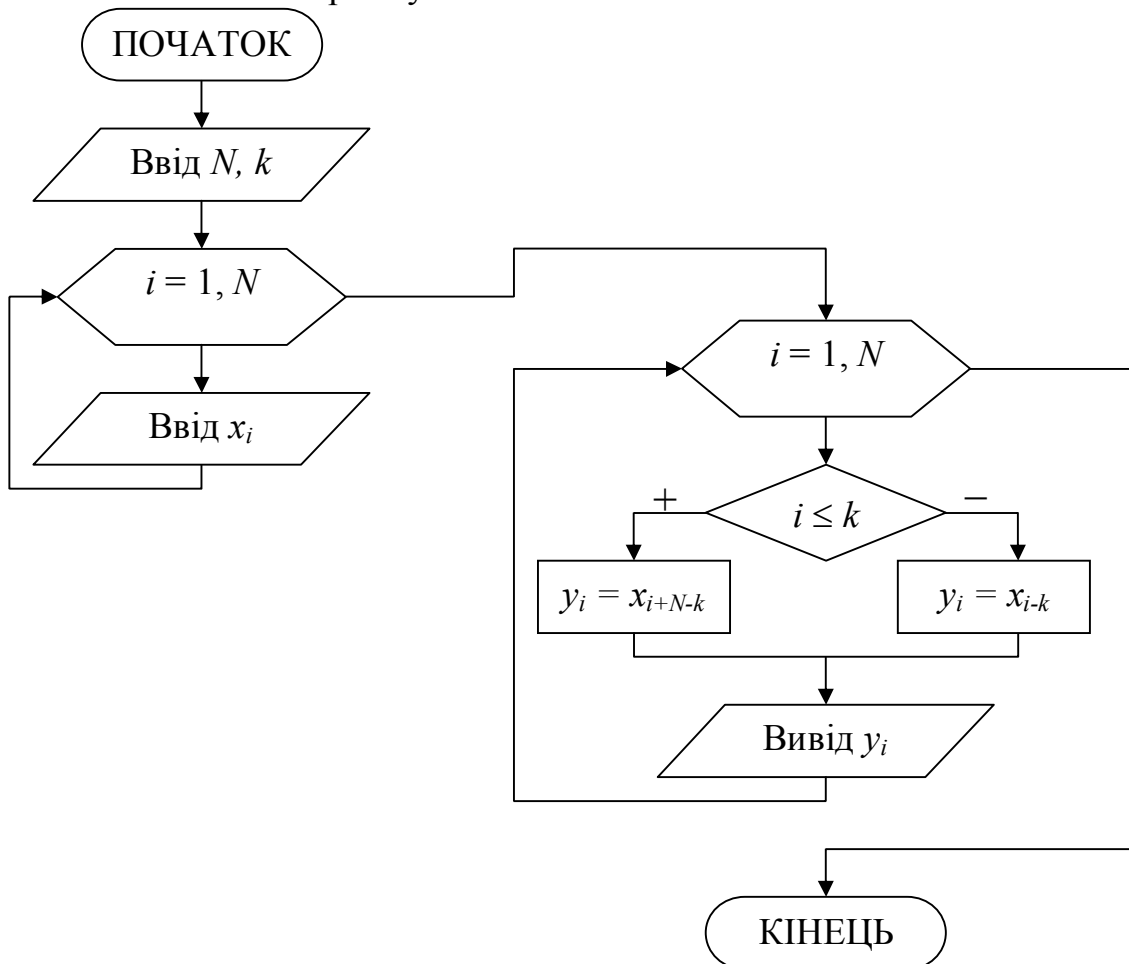 ПОЧАТОК
Ввід N, k
i = 1, N
Ввід xᵢ
i = 1, N
i ≤ k
+
−
yᵢ = xᵢ₊N₋k
yᵢ = xᵢ₋k
Вивід yᵢ
КІНЕЦЬ